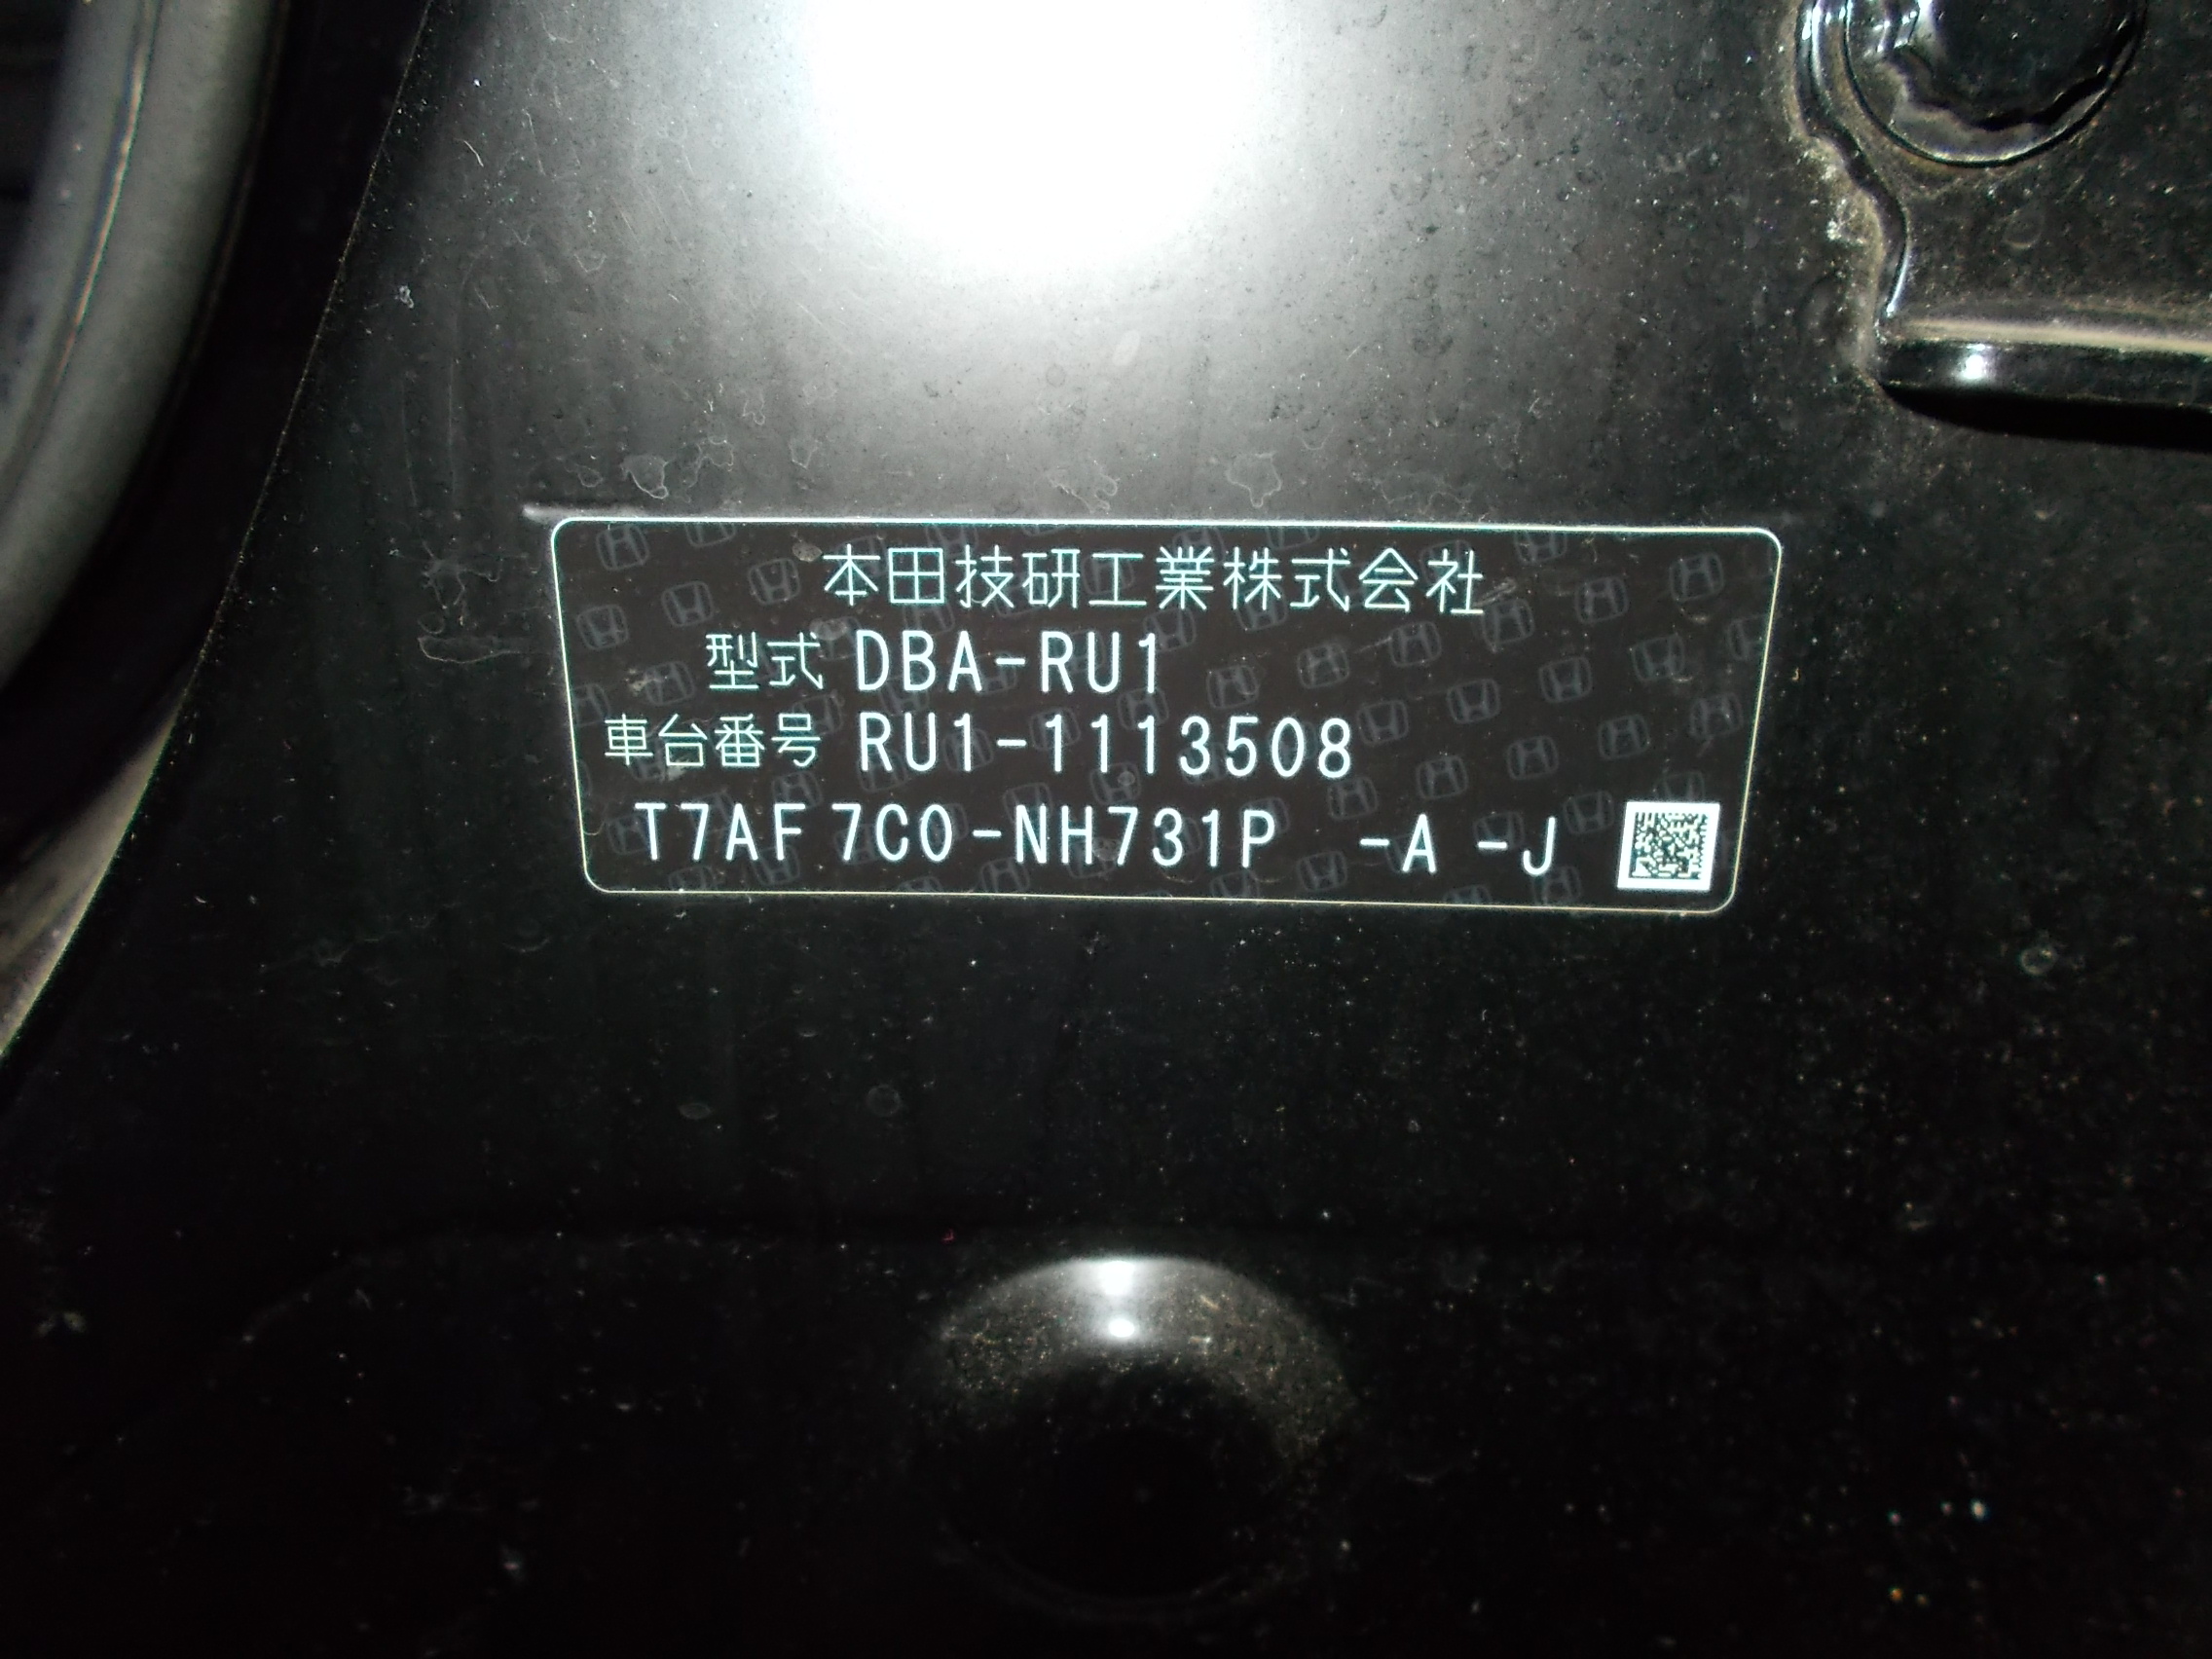 本田技研工業株式会社
型式 DBA-RU1
車台番号 RU1-1113508
T7AF 7C0-NH731P -A -J